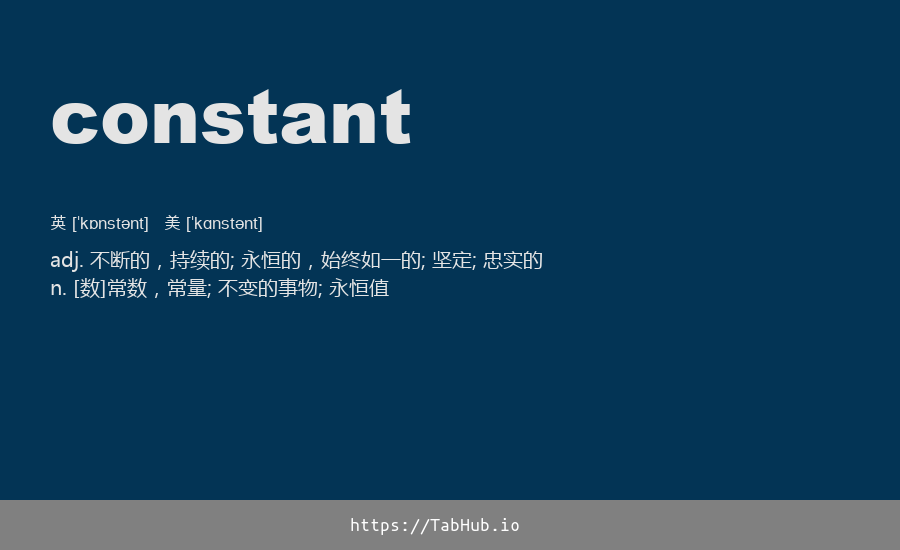 constant
英 ['kɒnstənt] 美 ['kɑnstənt]
adj. 不断的，持续的; 永恒的，始终如一的; 坚定; 忠实的
n. [数]常数，常量; 不变的事物; 永恒值
https://TabHub.io